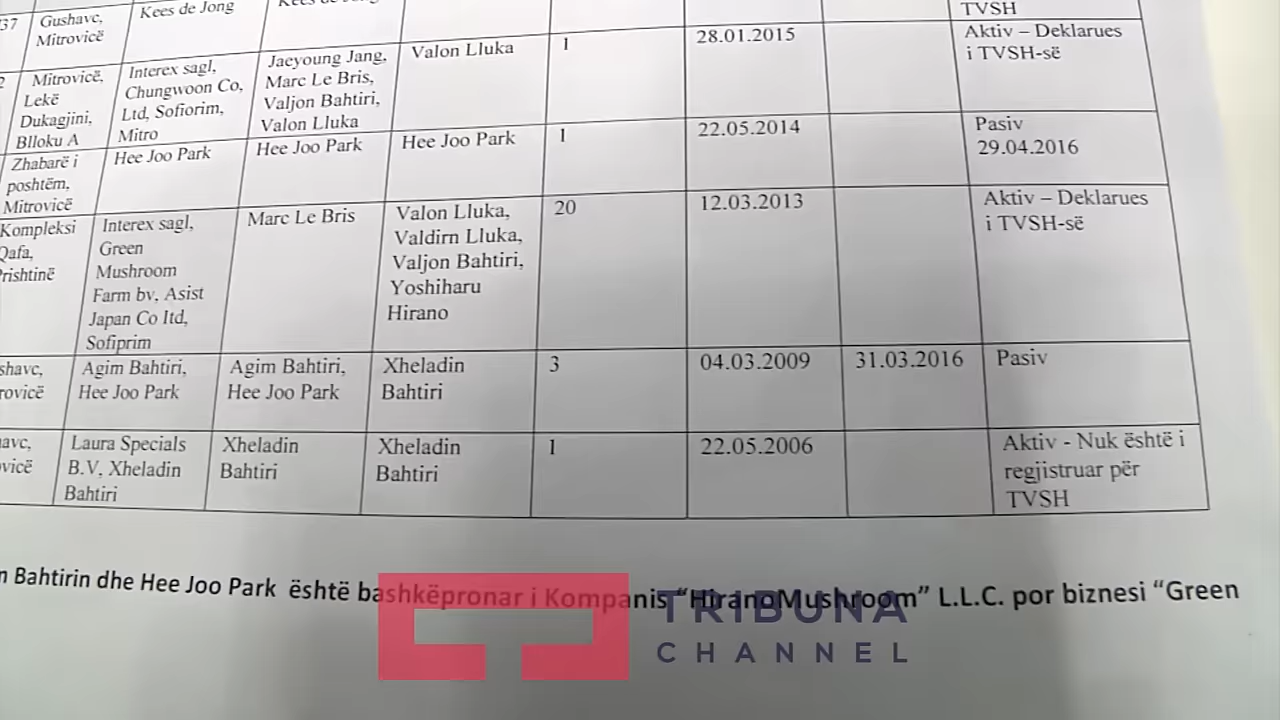 37
Gushavc,
Mitrovicë
Kees de Jong
TVSH
Mitrovicë,
Lekë
Dukagjini,
Blloku A
Interex sagl,
Chungwoon Co,
Ltd, Sofiorim,
Mitro
Jaeyoung Jang,
Marc Le Bris,
Valjon Bahtiri,
Valon Lluka
Valon Lluka
1
28.01.2015
Aktiv – Deklarues
i TVSH-së
Zhabarë i
poshtëm,
Mitrovicë
Hee Joo Park
Hee Joo Park
Hee Joo Park
1
22.05.2014
Pasiv
29.04.2016
Kompleksi
Qafa,
rishtinë
Interex sagl,
Green
Mushroom
Farm bv, Asist
Japan Co ltd,
Sofiprim
Marc Le Bris
Valon Lluka,
Valdirn Lluka,
Valjon Bahtiri,
Yoshiharu
Hirano
20
12.03.2013
Aktiv – Deklarues
i TVSH-së
shavc,
rovicë
Agim Bahtiri,
Hee Joo Park
Agim Bahtiri,
Hee Joo Park
Xheladin
Bahtiri
3
04.03.2009
31.03.2016
Pasiv
avc,
vicë
Laura Specials
B.V, Xheladin
Bahtiri
Xheladin
Bahtiri
Xheladin
Bahtiri
1
22.05.2006
Aktiv - Nuk është i
regjistruar për
TVSH
n Bahtirin dhe Hee Joo Park është bashkëpronar i Kompanis “HiranoMushroom” L.L.C. por biznesi “Green
TRIBUNA
CHANNEL